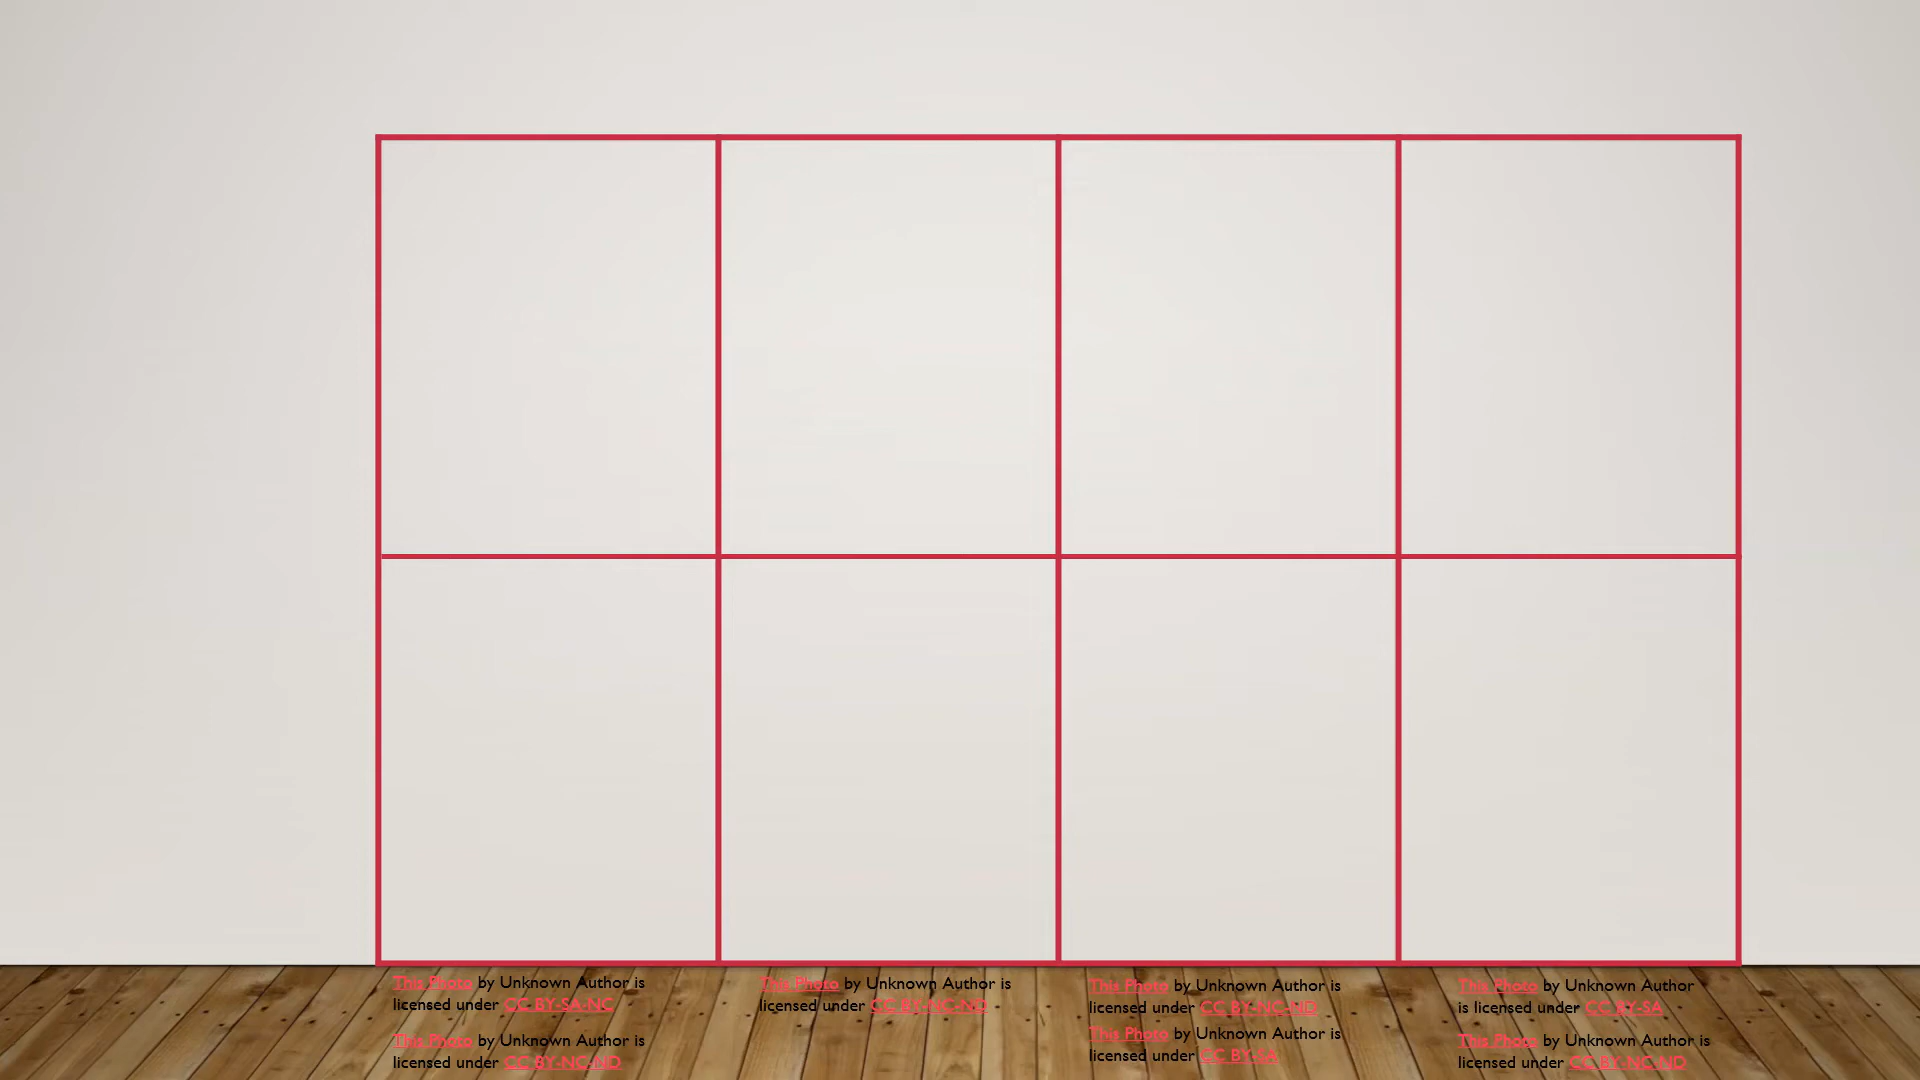 This Photo by Unknown Author is
licensed under CC BY-SA-NC
This Photo by Unknown Author is
licensed under CC BY-NC-ND
This Photo by Unknown Author is
licensed under CC BY-NC-ND
This Photo by Unknown Author is
licensed under CC BY-NC-ND
This Photo by Unknown Author is
licensed under CC BY-SA
This Photo by Unknown Author
is licensed under CC BY-SA
This Photo by Unknown Author is
licensed under CC BY-NC-ND